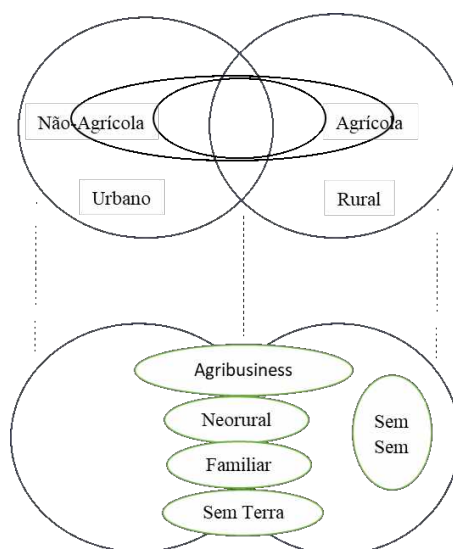 Não-Agrícola
Agrícola
Urbano
Rural
Agribusiness
Neorural
Sem
Sem
Familiar
Sem Terra